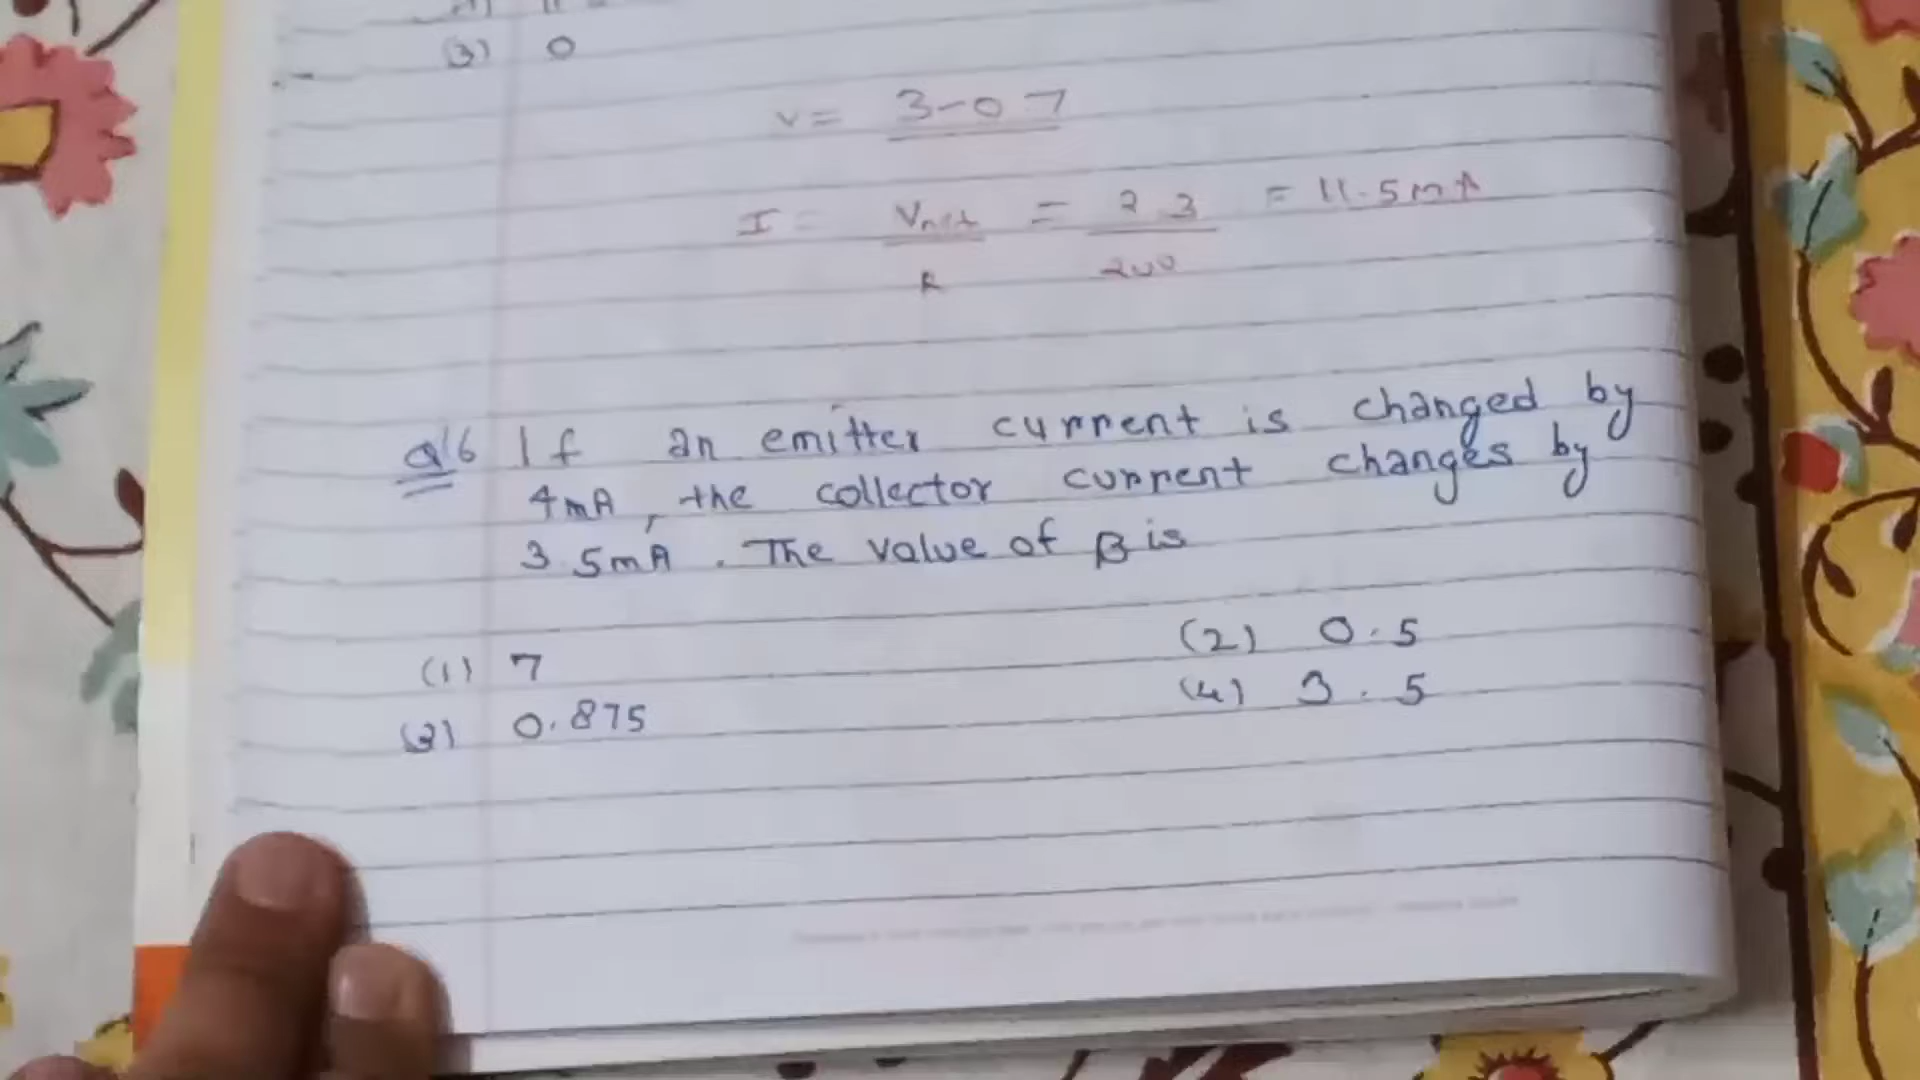 (3) 0
V = 3-0 7
I = Vnet = 2 3 = 11.5mA
R 200
Q16 If an emitter current is changed by
4mA, the collector current changes by
3.5mA. The value of β is
(1) 7 (2) 0.5
(3) 0.875 (4) 3.5